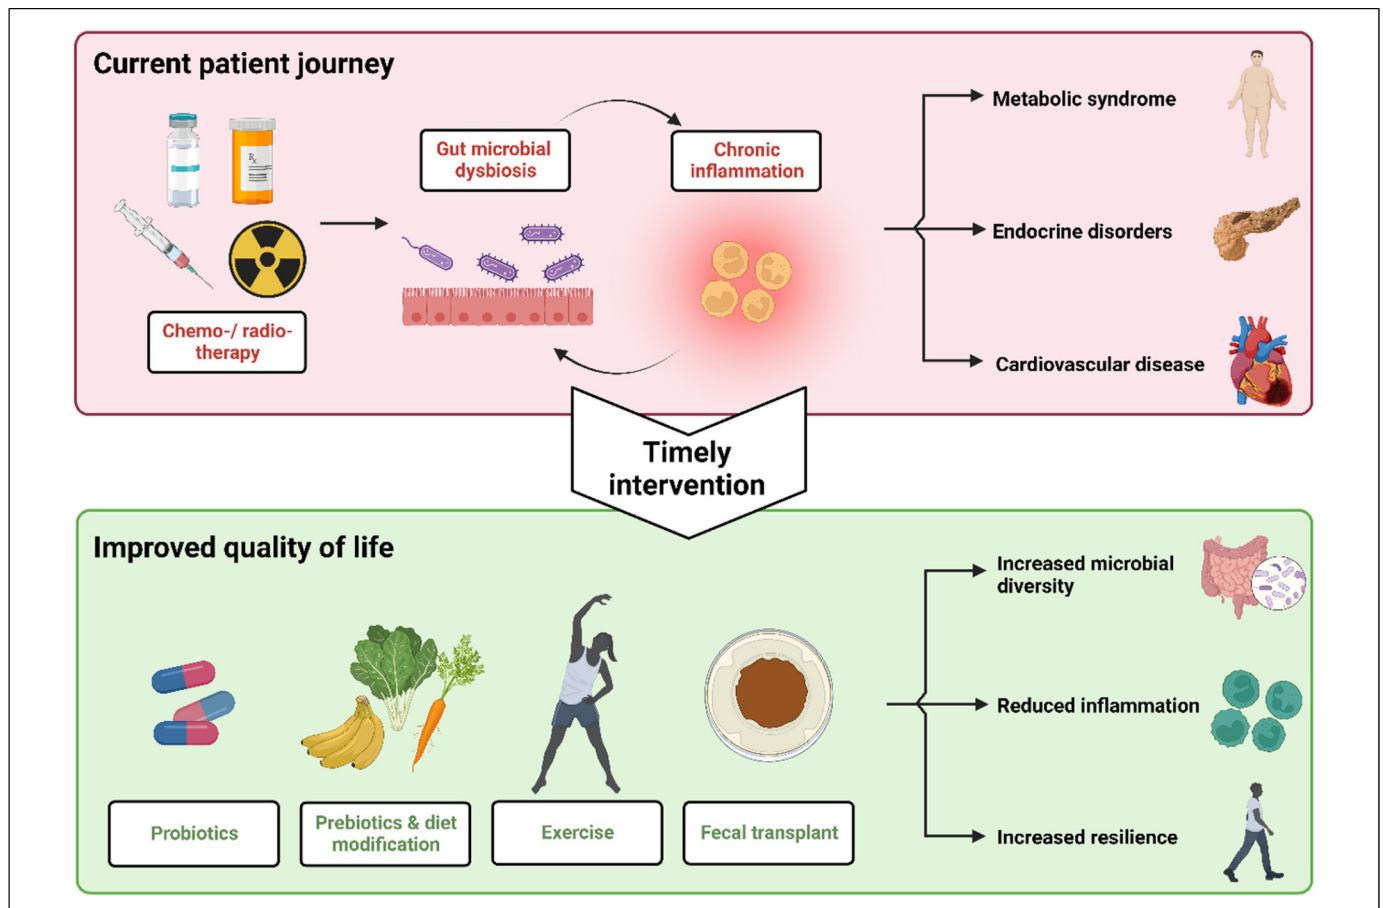 Current patient journey
Gut microbial
dysbiosis
Chronic
inflammation
Chemo-/ radio-
therapy
Metabolic syndrome
Endocrine disorders
Cardiovascular disease
Timely
intervention
Improved quality of life
Probiotics
Prebiotics & diet
modification
Exercise
Fecal transplant
Increased microbial
diversity
Reduced inflammation
Increased resilience